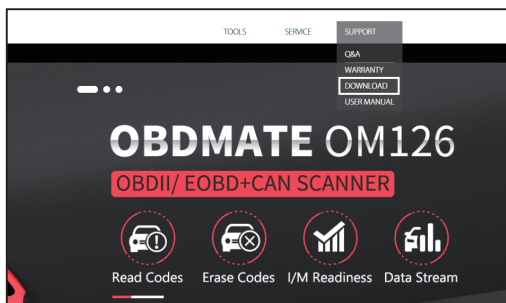 TOOLS SERVICE SUPPORT
Q&A
WARRANTY
DOWNLOAD
USER MANUAL
OBDMATE OM126
OBDII/ EOBD+CAN SCANNER
Read Codes Erase Codes I/M Readiness Data Stream